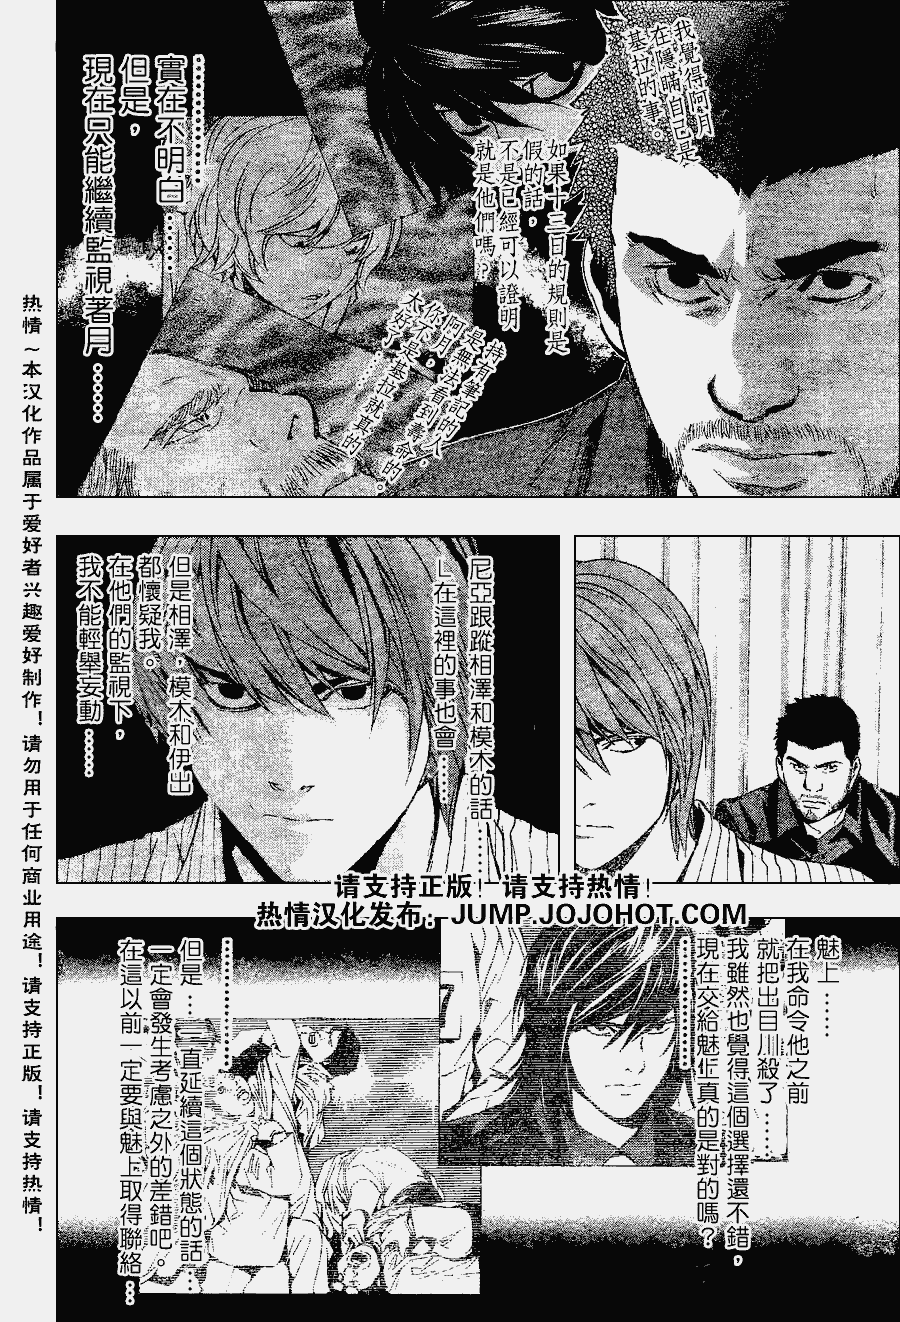 我覺得阿月
在隱瞞自己是
基拉的事。
如果十三日的規則是
假的話，
不是已經可以證明
就是他們嗎？
持有筆記的人，
是無法看到壽命的。
阿月，
你不是基拉就真的
太好了
………………
實在不明白……
但是，
現在只能繼續監視著月……
尼亞跟蹤相澤和模木的話………
L在這裡的事也會……
但是相澤，模木和伊出
都懷疑我。
在他們的監視下，
我不能輕舉妄動……
请支持正版！ 请支持热情！
热情汉化发布：JUMP.JOJOHOT.COM
魅上……
在我命令他之前
就把出目川殺了……
我雖然也覺得這個選擇還不錯，
現在交給魅上真的是對的嗎？
………………
………………
但是…一直延續這個狀態的話……
一定會發生考慮之外的差錯吧。
在這以前一定要與魅上取得聯絡…
热情～本汉化作品属于爱好者兴趣爱好制作！请勿用于任何商业用途！请支持正版！请支持热情！